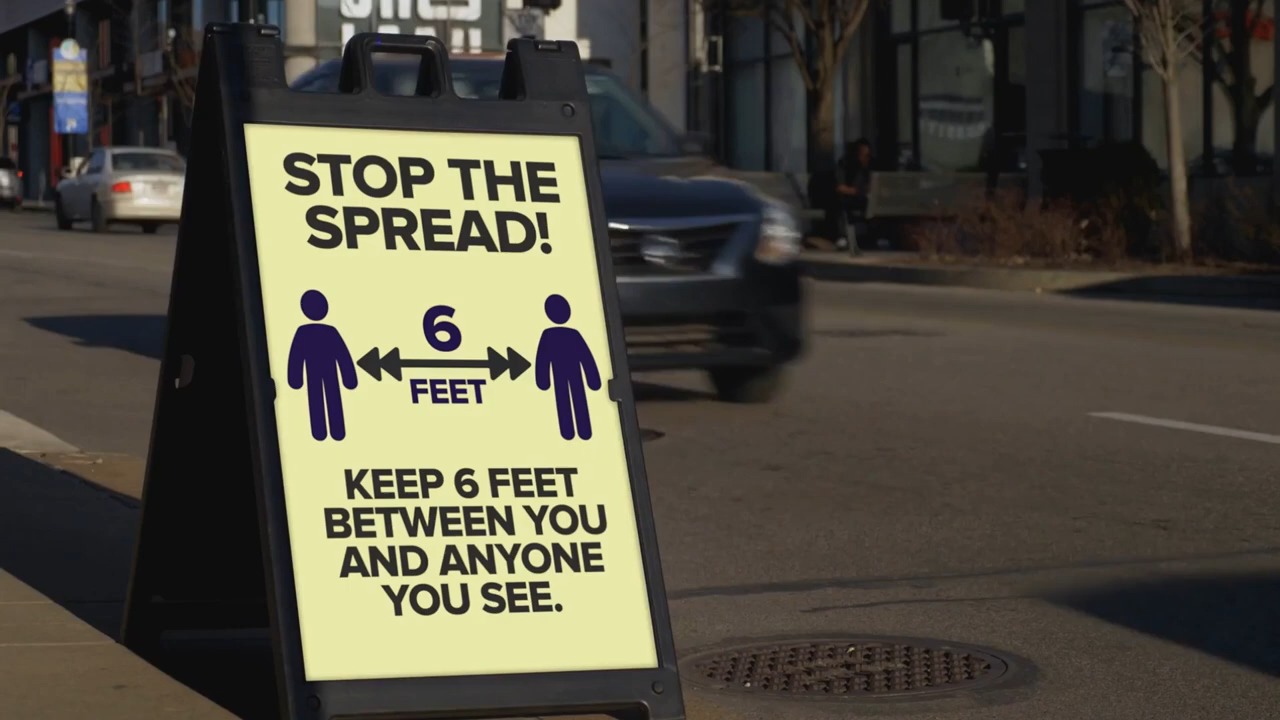 STOP THE
SPREAD!
6
FEET
KEEP 6 FEET
BETWEEN YOU
AND ANYONE
YOU SEE.